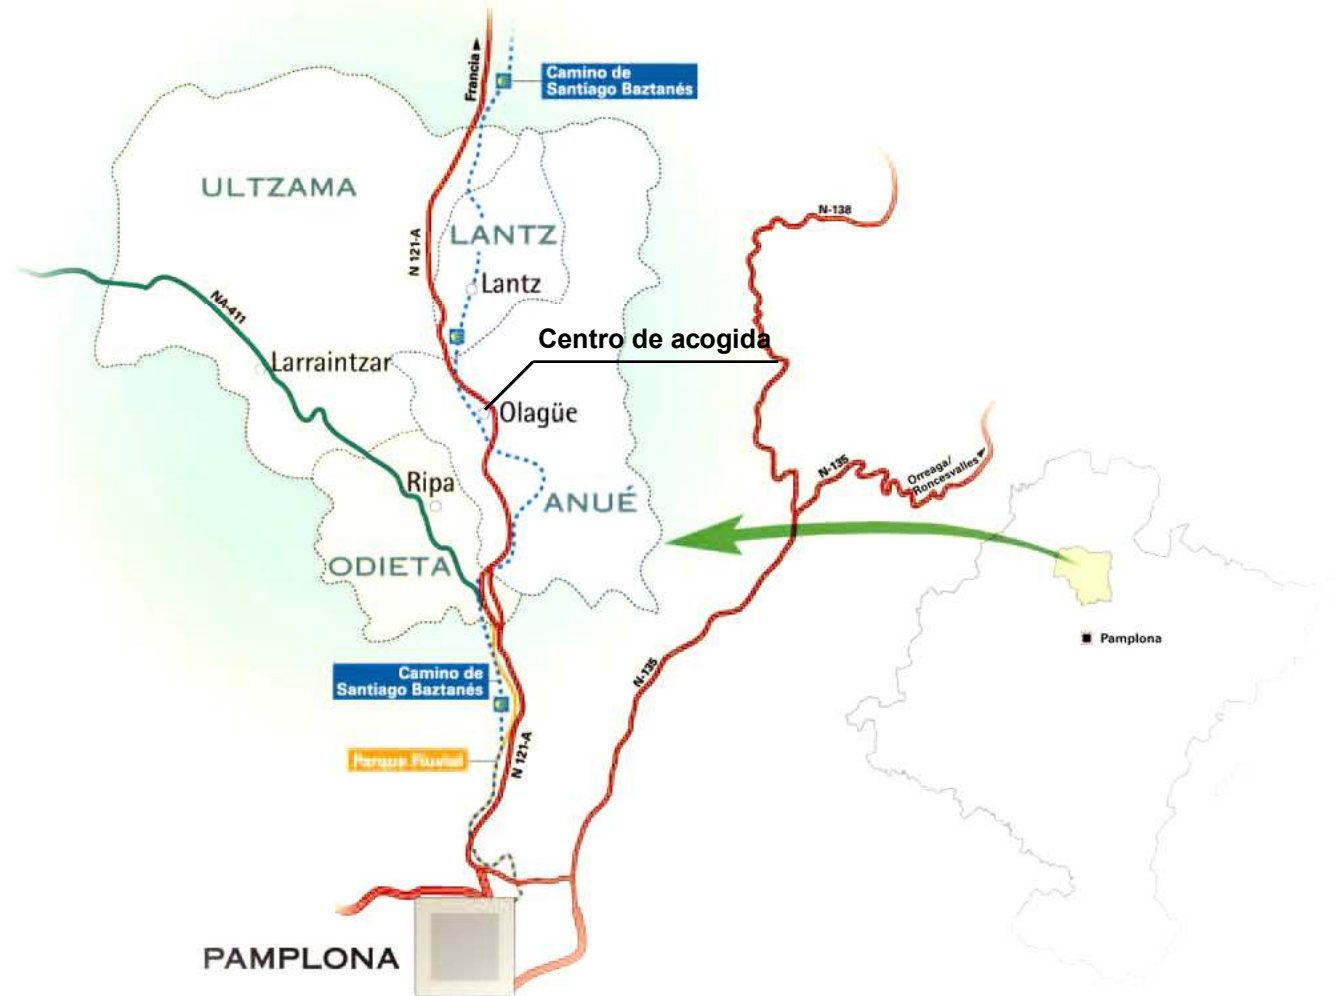 Francia
Camino de
Santiago Baztanés
ULTZAMA
N-138
LANTZ
N 121-A
Lantz
NA-411
Centro de acogida
Larraintzar
Olagüe
N-135
Orreaga/
Roncesvalles
Ripa
ANUÉ
ODIETA
Pamplona
Camino de
Santiago Baztanés
N-135
N 121-A
Parque Fluvial
PAMPLONA